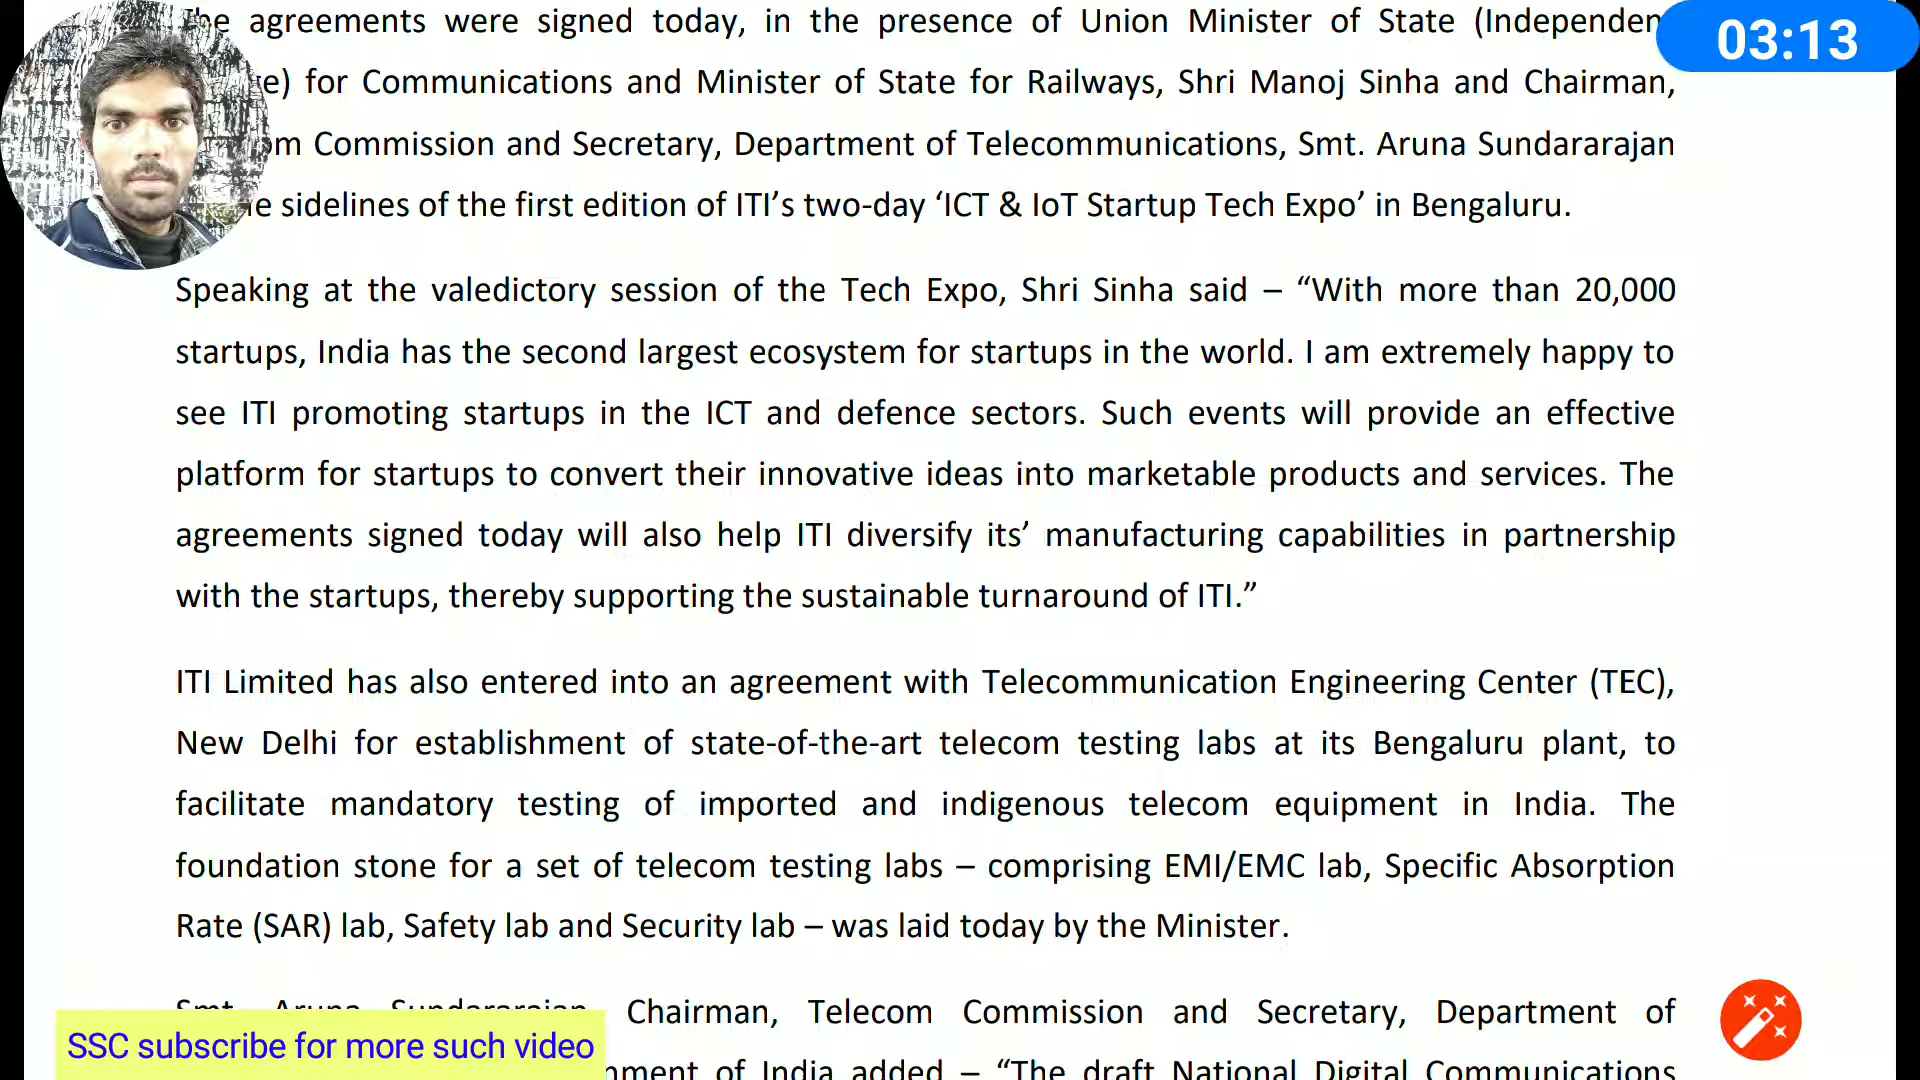 The agreements were signed today, in the presence of Union Minister of State (Independen
for Communications and Minister of State for Railways, Shri Manoj Sinha and Chairman,
Commission and Secretary, Department of Telecommunications, Smt. Aruna Sundararajan
sidelines of the first edition of ITI’s two-day ‘ICT & IoT Startup Tech Expo’ in Bengaluru.
03:13
Speaking at the valedictory session of the Tech Expo, Shri Sinha said – “With more than 20,000
startups, India has the second largest ecosystem for startups in the world. I am extremely happy to
see ITI promoting startups in the ICT and defence sectors. Such events will provide an effective
platform for startups to convert their innovative ideas into marketable products and services. The
agreements signed today will also help ITI diversify its’ manufacturing capabilities in partnership
with the startups, thereby supporting the sustainable turnaround of ITI.”
ITI Limited has also entered into an agreement with Telecommunication Engineering Center (TEC),
New Delhi for establishment of state-of-the-art telecom testing labs at its Bengaluru plant, to
facilitate mandatory testing of imported and indigenous telecom equipment in India. The
foundation stone for a set of telecom testing labs – comprising EMI/EMC lab, Specific Absorption
Rate (SAR) lab, Safety lab and Security lab – was laid today by the Minister.
Smt. Aruna Sundararajan, Chairman, Telecom Commission and Secretary, Department of
of India added – “The draft National Digital Communications
SSC subscribe for more such video